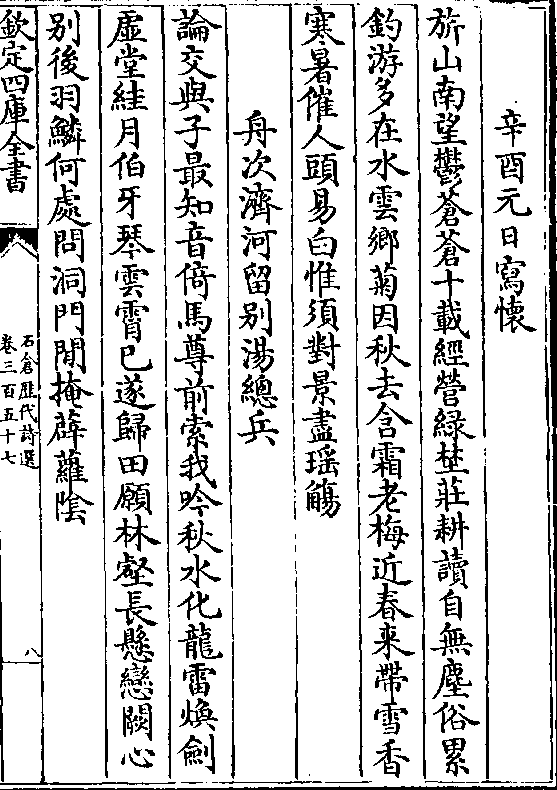 辛酉元日寫懷
旂山南望鬱蒼蒼十載經營緑埜莊耕讀自無塵俗累
釣游多在水雲鄉菊因秋去含霜老梅近春來帶雪香
寒暑催人頭易白惟須對景盡瑶觴
舟次濟河留别湯總兵
論交與子最知音倚馬尊前索我吟秋水化龍雷煥劍
虚堂絓月伯牙琴雲霄已遂歸田願林壑長懸戀闕心
别後羽鱗何處問洞門閒掩薜蘿陰
欽定四庫全書
石倉歴代詩選
卷三百五十七
八